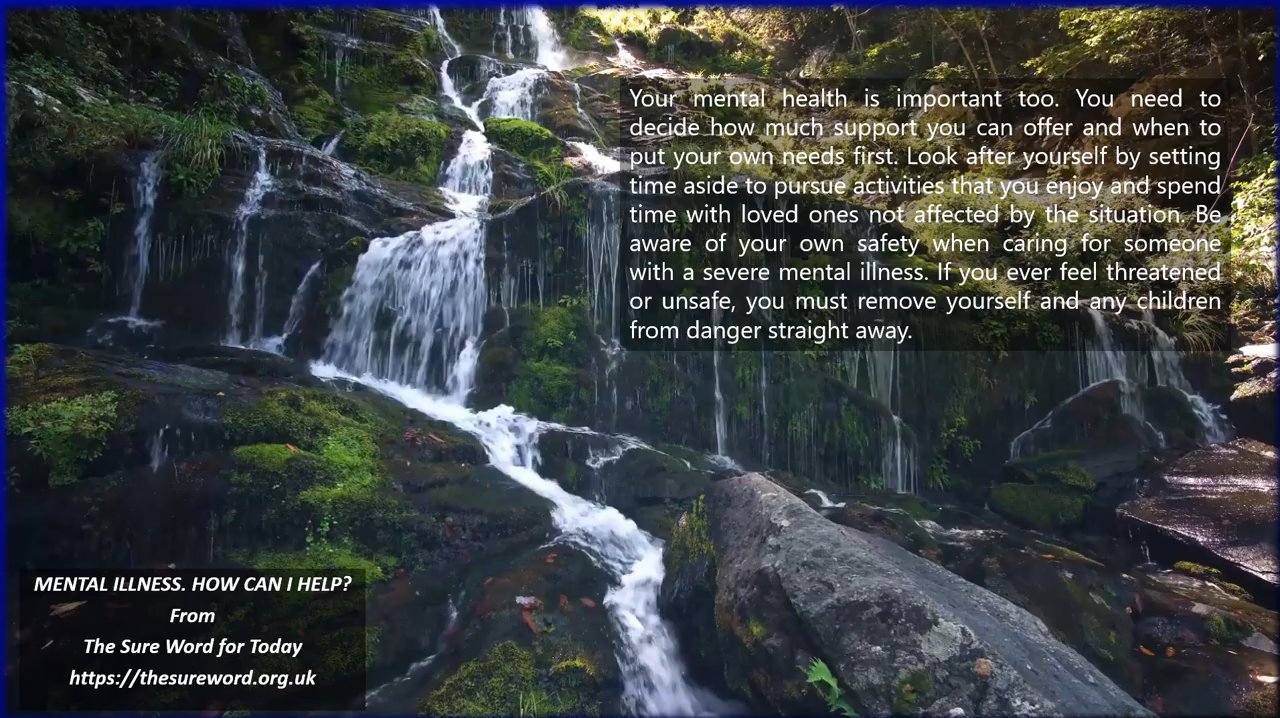 Your mental health is important too. You need to
decide how much support you can offer and when to
put your own needs first. Look after yourself by setting
time aside to pursue activities that you enjoy and spend
time with loved ones not affected by the situation. Be
aware of your own safety when caring for someone
with a severe mental illness. If you ever feel threatened
or unsafe, you must remove yourself and any children
from danger straight away.
MENTAL ILLNESS. HOW CAN I HELP?
From
The Sure Word for Today
https://thesureword.org.uk